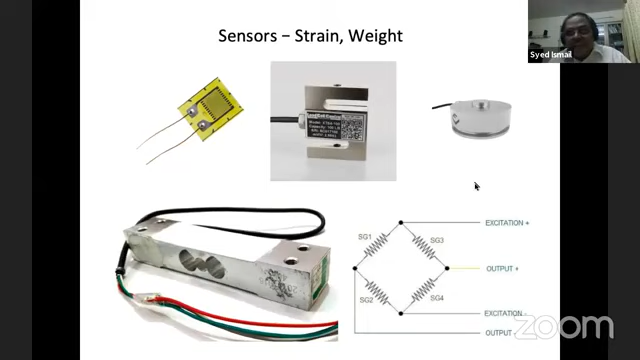 Sensors – Strain, Weight
Syed Ismail
SG1
SG3
EXCITATION +
OUTPUT +
SG2
SG4
EXCITATION -
OUTPUT -
zoom